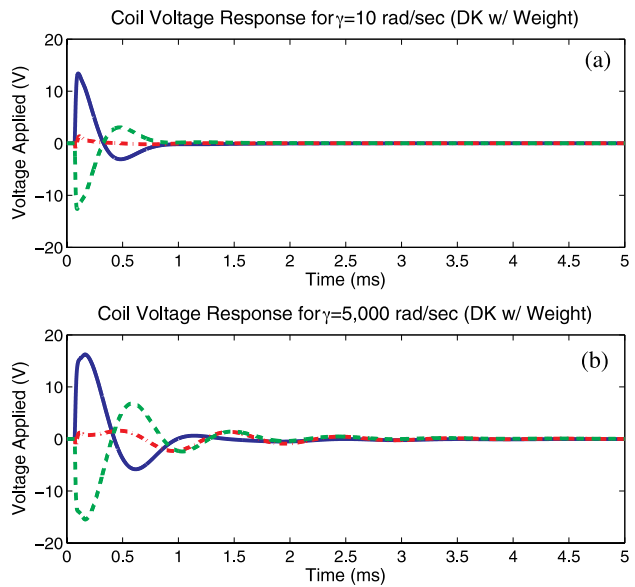 Coil Voltage Response for γ=10 rad/sec (DK w/ Weight)
(a)
Voltage Applied (V)
20
10
0
−10
−20
0 0.5 1 1.5 2 2.5 3 3.5 4 4.5 5
Time (ms)
Coil Voltage Response for γ=5,000 rad/sec (DK w/ Weight)
(b)
Voltage Applied (V)
20
10
0
−10
−20
0 0.5 1 1.5 2 2.5 3 3.5 4 4.5 5
Time (ms)